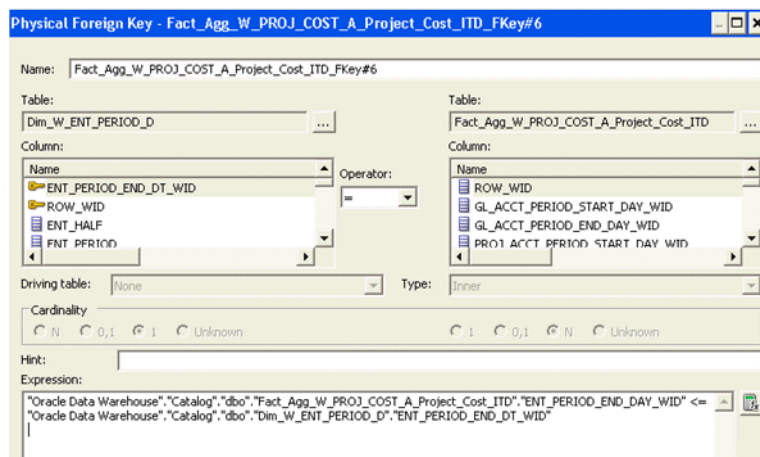 Physical Foreign Key - Fact_Agg_W_PROJ_COST_A_Project_Cost_ITD_FKey#6
Name: Fact_Agg_W_PROJ_COST_A_Project_Cost_ITD_FKey#6
Table: Table:
Dim_W_ENT_PERIOD_D ... Fact_Agg_W_PROJ_COST_A_Project_Cost_ITD ...
Column: Column:
Name Operator: Name
ENT_PERIOD_END_DT_WID = ROW_WID
ROW_WID GL_ACCT_PERIOD_START_DAY_WID
ENT_HALF GL_ACCT_PERIOD_END_DAY_WID
ENT_PERIOD PROJ_ACCT_PERIOD_START_DAY_WID
Driving table: None Type: Inner
Cardinality
N 0,1 1 Unknown 1 0,1 N Unknown
Hint:
Expression:
"Oracle Data Warehouse"."Catalog"."dbo"."Fact_Agg_W_PROJ_COST_A_Project_Cost_ITD"."ENT_PERIOD_END_DAY_WID" <=
"Oracle Data Warehouse"."Catalog"."dbo"."Dim_W_ENT_PERIOD_D"."ENT_PERIOD_END_DT_WID"